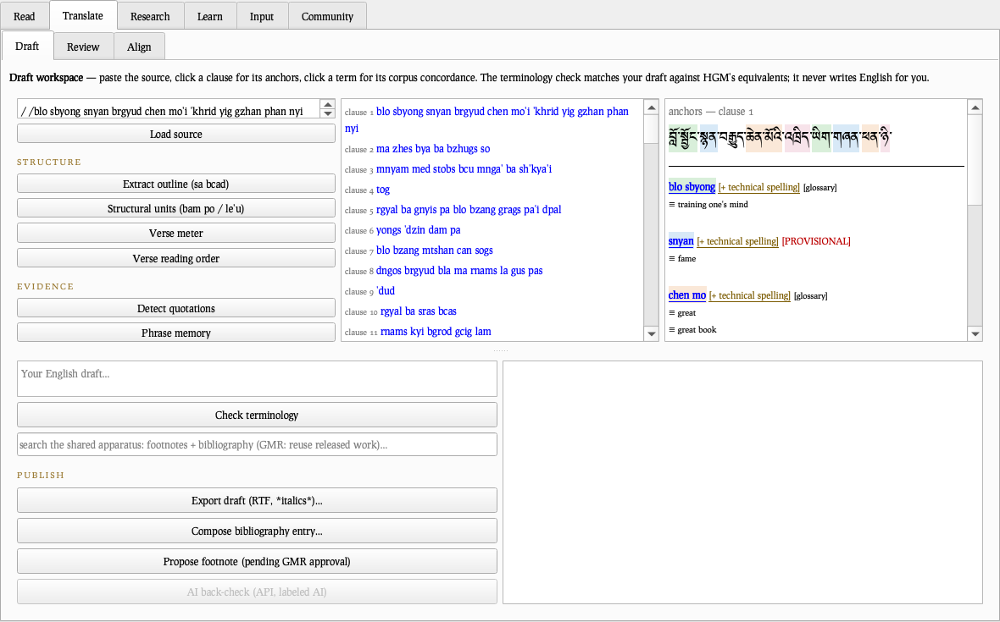 Read Translate Research Learn Input Community
Draft Review Align
Draft workspace — paste the source, click a clause for its anchors, click a term for its corpus concordance. The terminology check matches your draft against HGM's equivalents; it never writes English for you.
/ /blo sbyong snyan brgyud chen mo'i 'khrid yig gzhan phan nyi
Load source
STRUCTURE
Extract outline (sa bcad)
Structural units (bam po / le'u)
Verse meter
Verse reading order
EVIDENCE
Detect quotations
Phrase memory
clause 1 blo sbyong snyan brgyud chen mo'i 'khrid yig gzhan phan
nyi
clause 2 ma zhes bya ba bzhugs so
clause 3 mnyam med stobs bcu mnga' ba sh'kya'i
clause 4 tog
clause 5 rgyal ba gnyis pa blo bzang grags pa'i dpal
clause 6 yongs 'dzin dam pa
clause 7 blo bzang mtshan can sogs
clause 8 dngos brgyud bla ma rnams la gus pas
clause 9 'dud
clause 10 rgyal ba sras bcas
clause 11 rnams kyi bgrod gcig lam
anchors — clause 1
བློ་སྦྱོང་སྙན་བརྒྱུད་ཆེན་མོའི་འཁྲིད་ཡིག་གཞན་ཕན་ཉི་
blo sbyong [+ technical spelling] [glossary]
≡ training one's mind
snyan [+ technical spelling] [PROVISIONAL]
≡ fame
chen mo [+ technical spelling] [glossary]
≡ great
≡ great book
Your English draft...
Check terminology
search the shared apparatus: footnotes + bibliography (GMR: reuse released work)...
PUBLISH
Export draft (RTF, *italics*)...
Compose bibliography entry...
Propose footnote (pending GMR approval)
AI back-check (API, labeled AI)